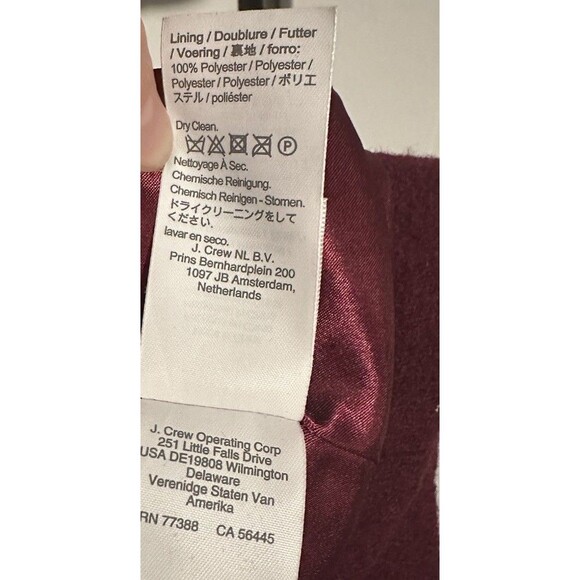 Lining / Doublure / Futter
/ Voering / 裏地 / forro:
100% Polyester / Polyester /
Polyester / Polyester / ポリエ
ステル / poliéster
Dry Clean.
P
Nettoyage À Sec.
Chemische Reinigung.
Chemisch Reinigen - Stomen.
ドライクリーニングをして
ください.
lavar en seco.
J. Crew NL B.V.
Prins Bernhardplein 200
1097 JB Amsterdam,
Netherlands
J. Crew Operating Corp
251 Little Falls Drive
USA DE19808 Wilmington
Delaware
Verenidge Staten Van
Amerika
RN 77388 CA 56445